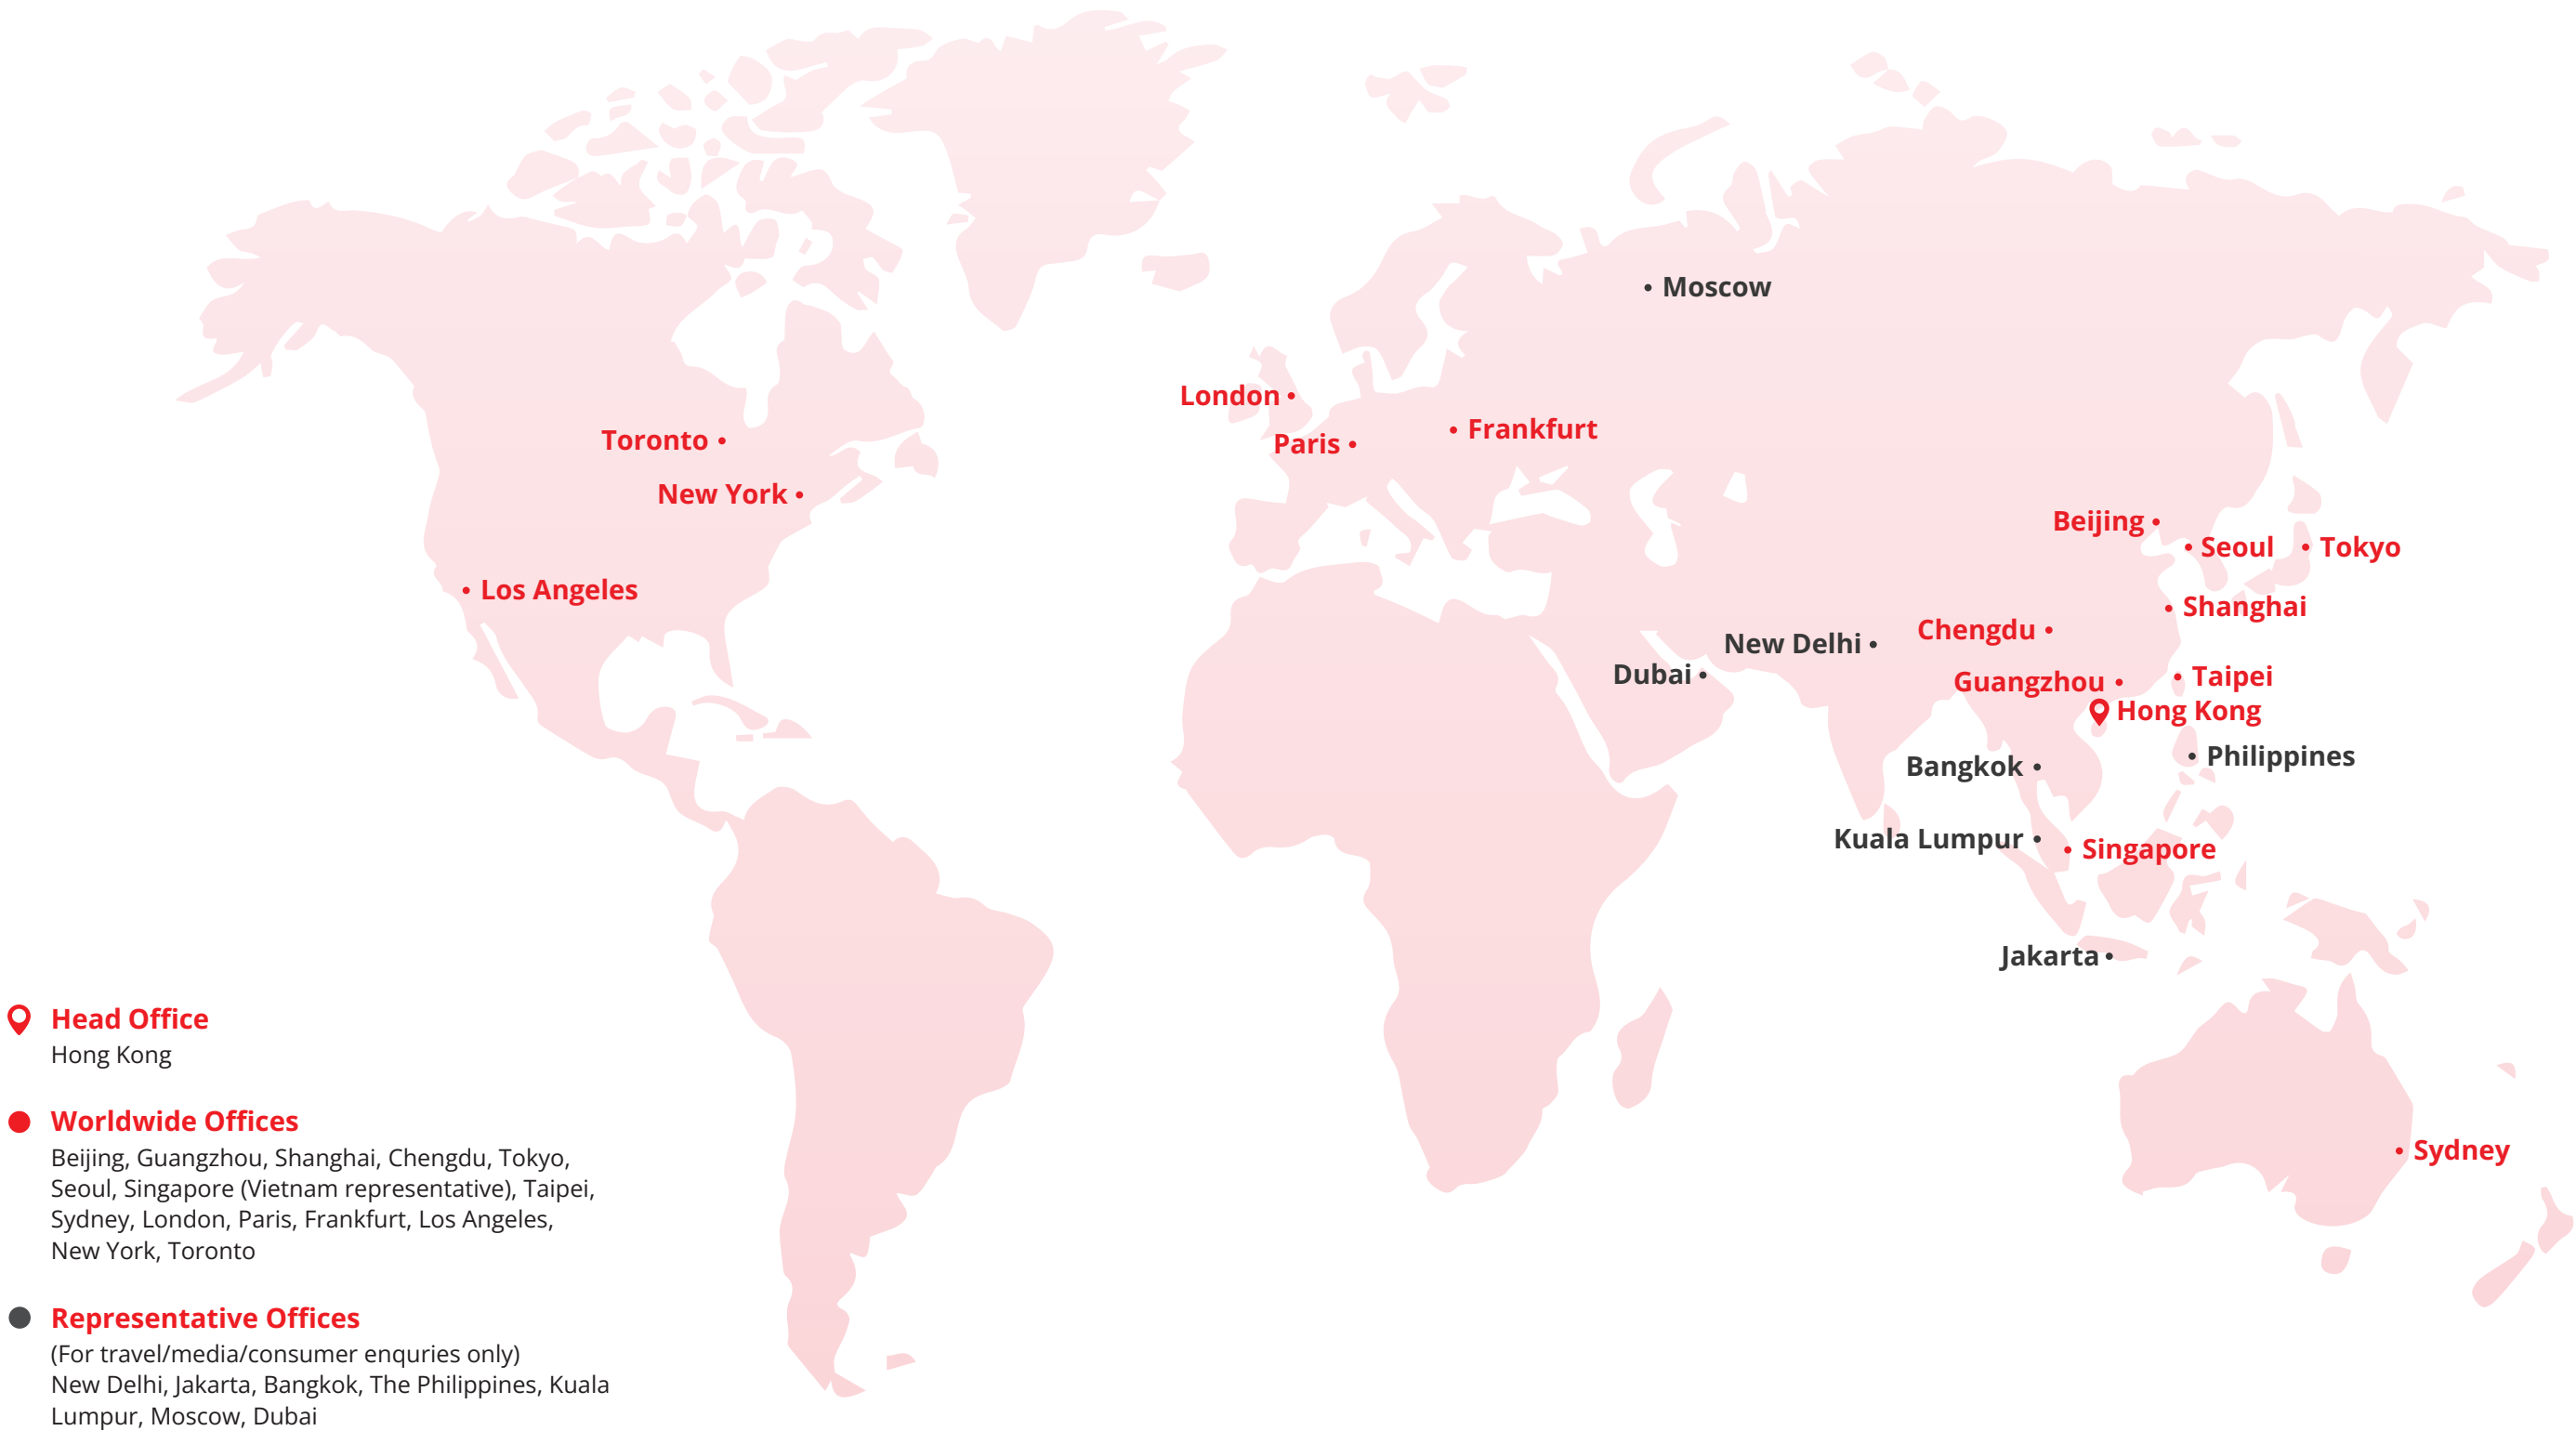 Moscow
London
Frankfurt
Toronto
Paris
New York
Beijing
Seoul
Tokyo
Los Angeles
Shanghai
Chengdu
New Delhi
Dubai
Taipei
Guangzhou
Hong Kong
Philippines
Bangkok
Kuala Lumpur
Singapore
Jakarta
Sydney
Head Office
Hong Kong
Worldwide Offices
Beijing, Guangzhou, Shanghai, Chengdu, Tokyo,
Seoul, Singapore (Vietnam representative), Taipei,
Sydney, London, Paris, Frankfurt, Los Angeles,
New York, Toronto
Representative Offices
(For travel/media/consumer enquries only)
New Delhi, Jakarta, Bangkok, The Philippines, Kuala
Lumpur, Moscow, Dubai